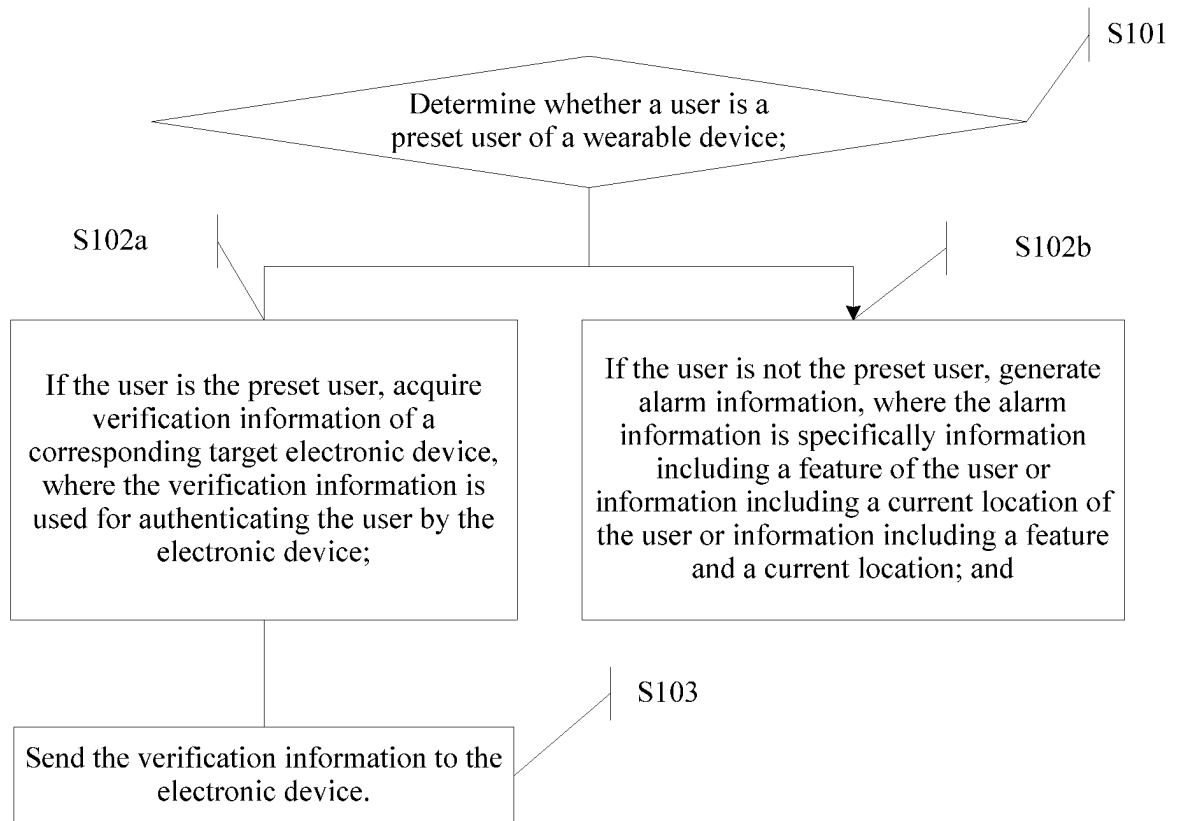 S101
Determine whether a user is a
preset user of a wearable device;
S102a
S102b
If the user is the preset user, acquire
verification information of a
corresponding target electronic device,
where the verification information is
used for authenticating the user by the
electronic device;
If the user is not the preset user, generate
alarm information, where the alarm
information is specifically information
including a feature of the user or
information including a current location of
the user or information including a feature
and a current location; and
S103
Send the verification information to the
electronic device.